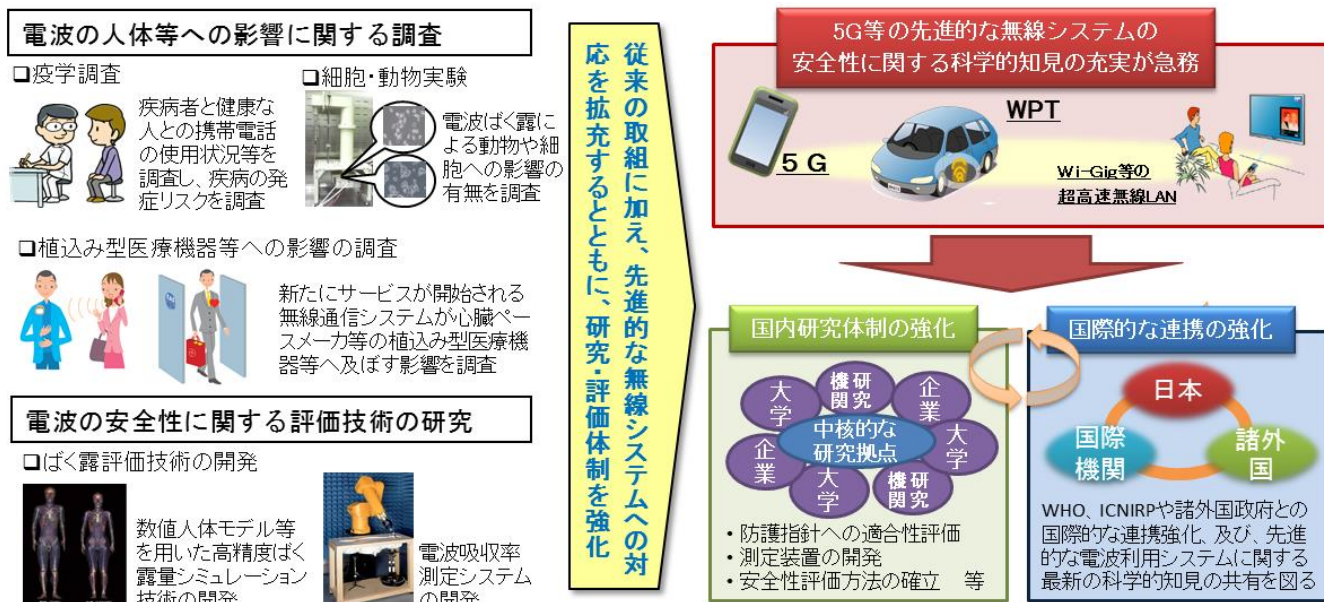 電波の人体等への影響に関する調査
□疫学調査
疾病者と健康な
人との携帯電話
の使用状況等を
調査し、疾病の発
症リスクを調査
□細胞・動物実験
電波ばく露に
よる動物や細
胞への影響の
有無を調査
□植込み型医療機器等への影響の調査
新たにサービスが開始される
無線通信システムが心臓ペー
スメーカ等の植込み型医療機
器等へ及ぼす影響を調査
電波の安全性に関する評価技術の研究
□ばく露評価技術の開発
数値人体モデル等
を用いた高精度ばく
露量シミュレーション
技術の開発
電波吸収率
測定システム
の開発
従来の取組に加え、先進的な無線システムへの対
応を拡充するとともに、研究・評価体制を強化
5G等の先進的な無線システムの
安全性に関する科学的知見の充実が急務
5G
WPT
Wi-Gig等の
超高速無線LAN
国内研究体制の強化
大学
研究機関
企業
企業
中核的な
研究拠点
大学
大学
研究機関
・防護指針への適合性評価
・測定装置の開発
・安全性評価方法の確立 等
国際的な連携の強化
日本
国際
機関
諸外
国
WHO、ICNIRPや諸外国政府との
国際的な連携強化、及び、先進
的な電波利用システムに関する
最新の科学的知見の共有を図る